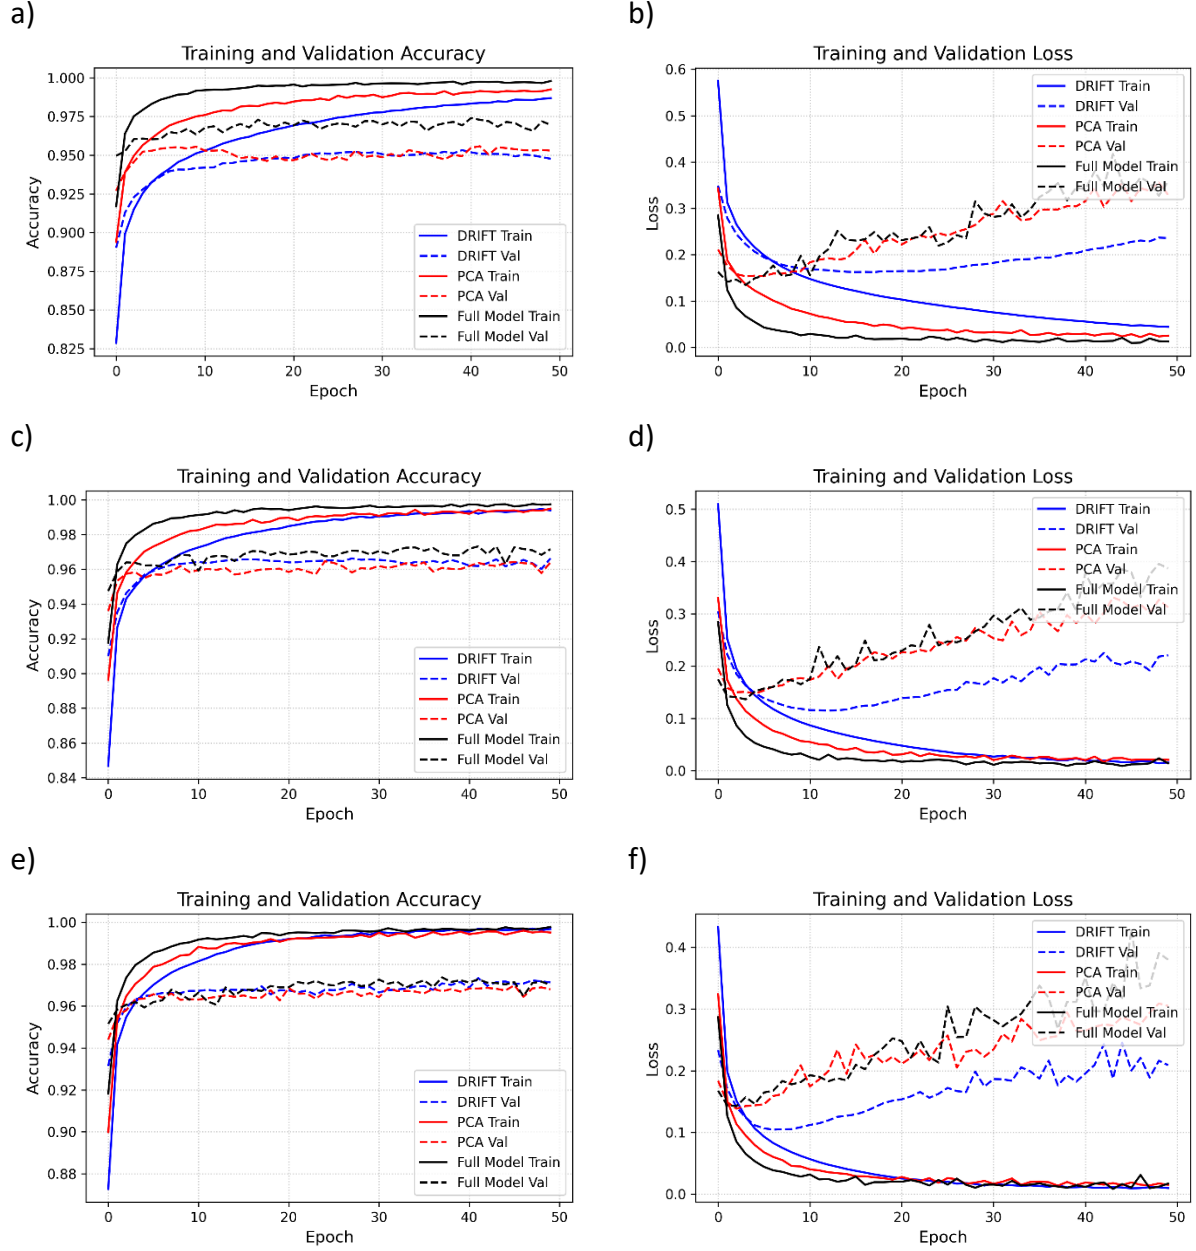 a)
Training and Validation Accuracy
1.000
0.975
0.950
0.925
0.900
0.875
0.850
0.825
Accuracy
DRIFT Train
DRIFT Val
PCA Train
PCA Val
Full Model Train
Full Model Val
0 10 20 30 40 50
Epoch
b)
Training and Validation Loss
0.6
0.5
0.4
0.3
0.2
0.1
0.0
Loss
DRIFT Train
DRIFT Val
PCA Train
PCA Val
Full Model Train
Full Model Val
0 10 20 30 40 50
Epoch
c)
Training and Validation Accuracy
1.00
0.98
0.96
0.94
0.92
0.90
0.88
0.86
0.84
Accuracy
DRIFT Train
DRIFT Val
PCA Train
PCA Val
Full Model Train
Full Model Val
0 10 20 30 40 50
Epoch
d)
Training and Validation Loss
0.5
0.4
0.3
0.2
0.1
0.0
Loss
DRIFT Train
DRIFT Val
PCA Train
PCA Val
Full Model Train
Full Model Val
0 10 20 30 40 50
Epoch
e)
Training and Validation Accuracy
1.00
0.98
0.96
0.94
0.92
0.90
0.88
Accuracy
DRIFT Train
DRIFT Val
PCA Train
PCA Val
Full Model Train
Full Model Val
0 10 20 30 40 50
Epoch
f)
Training and Validation Loss
0.4
0.3
0.2
0.1
0.0
Loss
DRIFT Train
DRIFT Val
PCA Train
PCA Val
Full Model Train
Full Model Val
0 10 20 30 40 50
Epoch